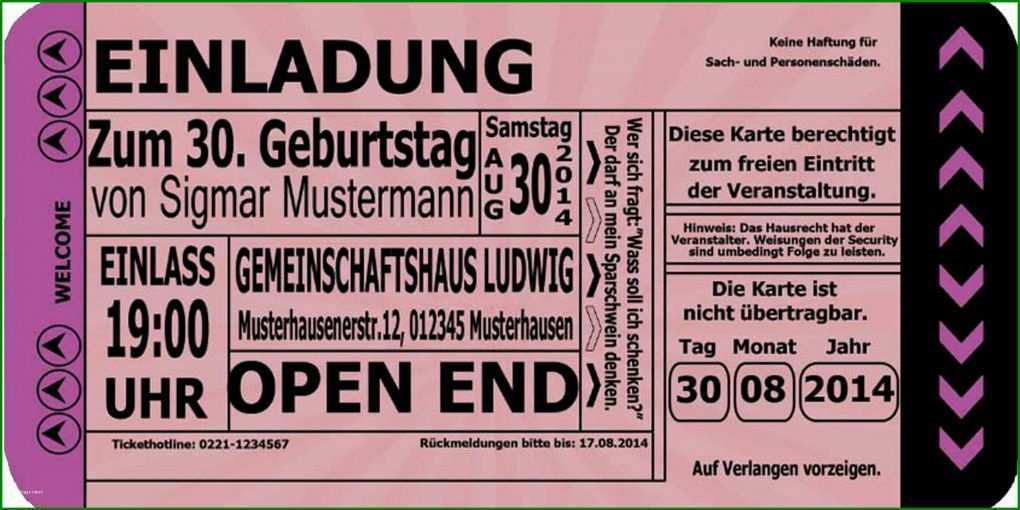 WELCOME
EINLADUNG
Keine Haftung für
Sach- und Personenschäden.
Zum 30. Geburtstag
von Sigmar Mustermann
Samstag
AUG
30
2014
Wer sich fragt:"Wass soll ich schenken?"
Der darf an mein Sparschwein denken.
Diese Karte berechtigt
zum freien Eintritt
der Veranstaltung.
Hinweis: Das Hausrecht hat der
Veranstalter. Weisungen der Security
sind umbedingt Folge zu leisten.
EINLASS
19:00
UHR
GEMEINSCHAFTSHAUS LUDWIG
Musterhausenerstr.12, 012345 Musterhausen
OPEN END
Die Karte ist
nicht übertragbar.
Tag Monat Jahr
30 08 2014
Tickethotline: 0221-1234567
Rückmeldungen bitte bis: 17.08.2014
Auf Verlangen vorzeigen.